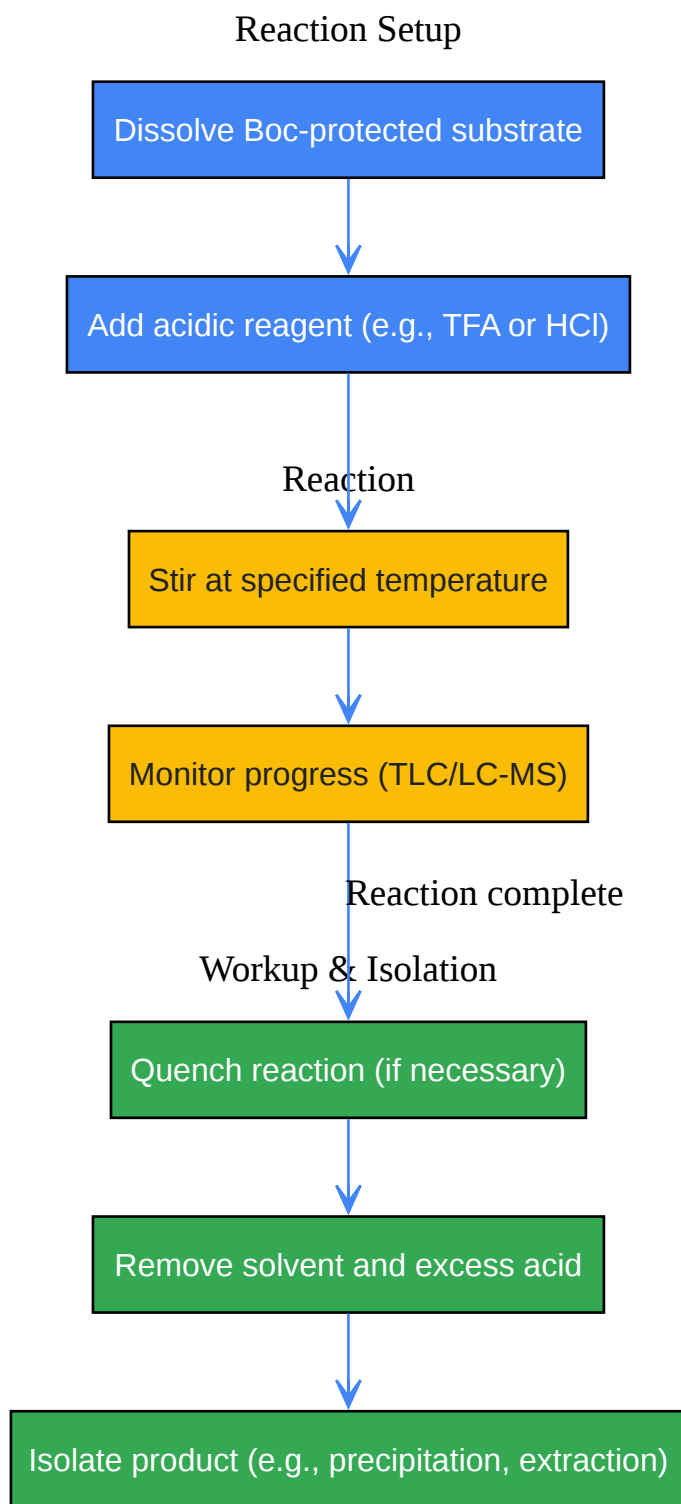 Reaction Setup
Dissolve Boc-protected substrate
Add acidic reagent (e.g., TFA or HCl)
Reaction
Stir at specified temperature
Monitor progress (TLC/LC-MS)
Reaction complete
Workup & Isolation
Quench reaction (if necessary)
Remove solvent and excess acid
Isolate product (e.g., precipitation, extraction)